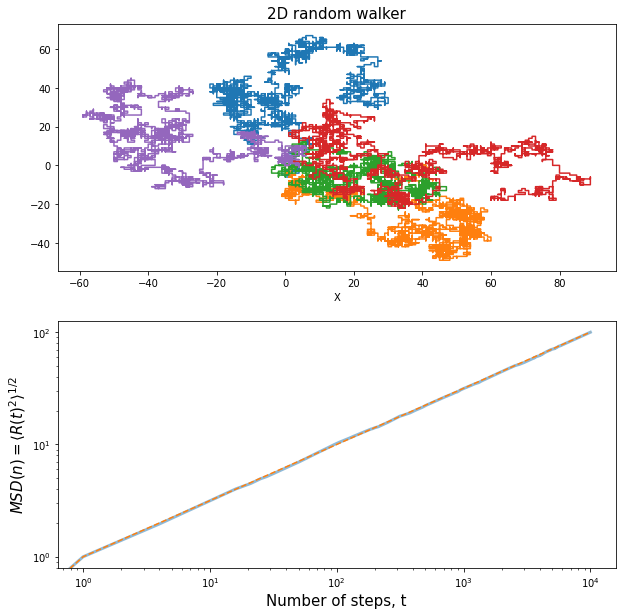 2D random walker
60
40
20
0
−20
−40
−60 −40 −20 0 20 40 60 80
X
10²
10¹
10⁰
MSD(n) = ⟨R(t)²⟩^{1/2}
10⁰ 10¹ 10² 10³ 10⁴
Number of steps, t